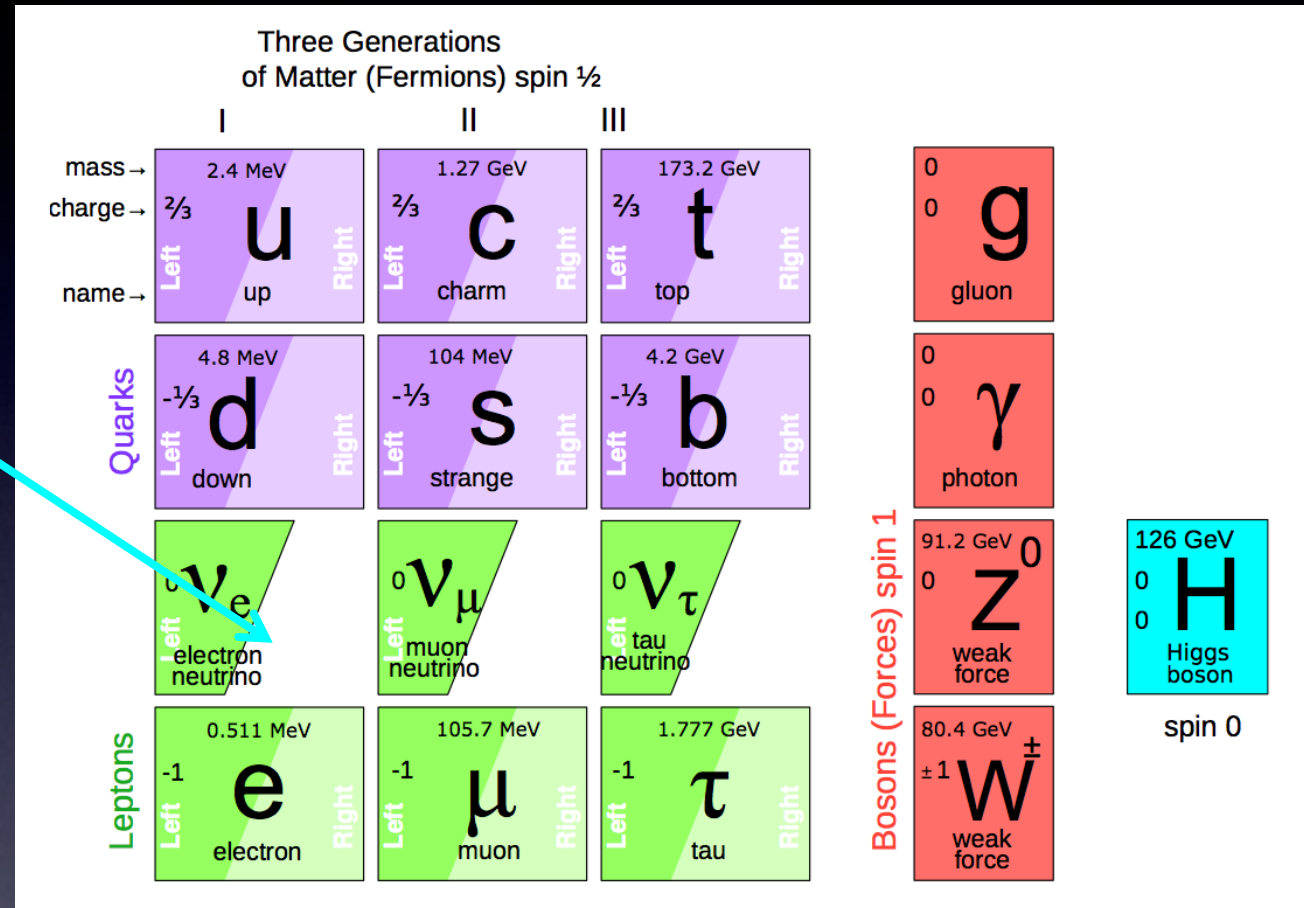 Three Generations
of Matter (Fermions) spin ½
I II III
mass→
charge→
name→
2.4 MeV
⅔
u
Left
Right
up
1.27 GeV
⅔
c
Left
Right
charm
173.2 GeV
⅔
t
Left
Right
top
0
0
g
gluon
Quarks
4.8 MeV
-⅓
d
Left
Right
down
104 MeV
-⅓
s
Left
Right
strange
4.2 GeV
-⅓
b
Left
Right
bottom
0
0
γ
photon
0
νe
Left
electron
neutrino
0
νμ
Left
muon
neutrino
0
ντ
Left
tau
neutrino
Bosons (Forces) spin 1
91.2 GeV
0
Z0
weak
force
126 GeV
0
0
H
Higgs
boson
spin 0
Leptons
0.511 MeV
-1
e
Left
Right
electron
105.7 MeV
-1
μ
Left
Right
muon
1.777 GeV
-1
τ
Left
Right
tau
80.4 GeV
±1
W±
weak
force